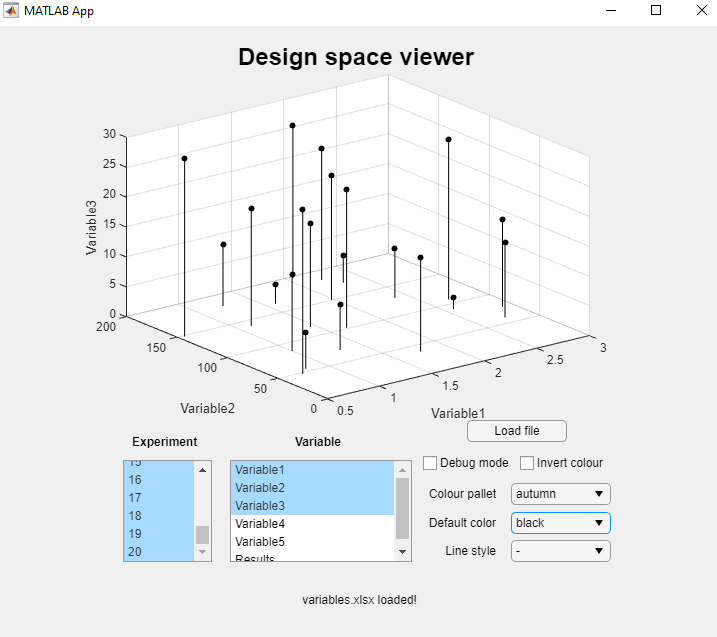 MATLAB App
Design space viewer
30
25
20
15
10
5
0
Variable3
200
150
100
50
0
Variable2
0.5
1
1.5
2
2.5
3
Variable1
Load file
Experiment
Variable
15
16
17
18
19
20
Variable1
Variable2
Variable3
Variable4
Variable5
Results
Debug mode Invert colour
Colour pallet autumn
Default color black
Line style -
variables.xlsx loaded!